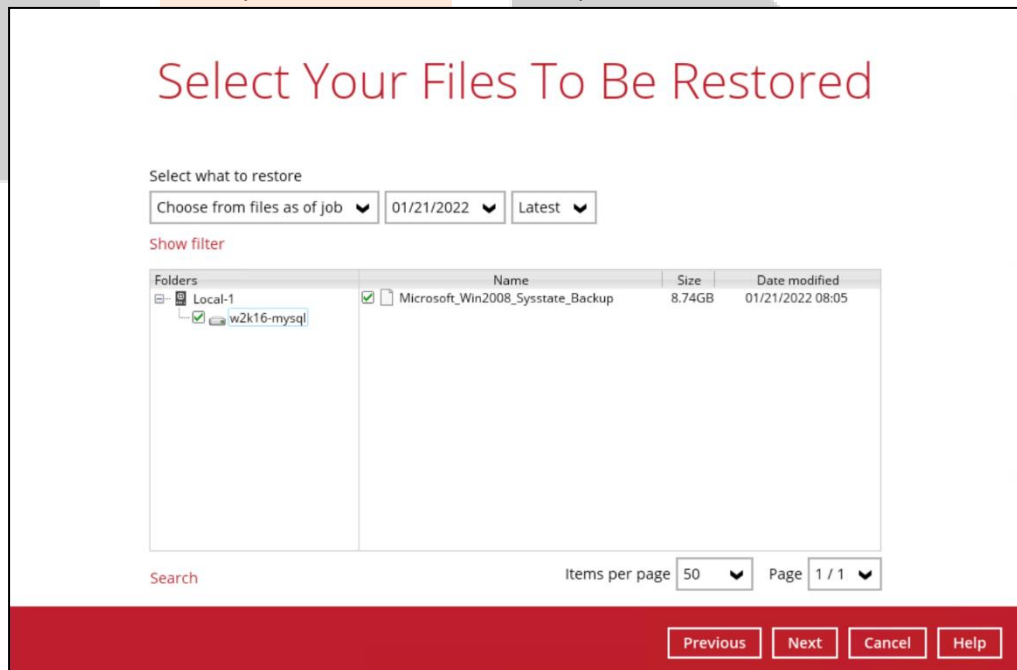 Select Your Files To Be Restored
Select what to restore
Choose from files as of job 01/21/2022 Latest
Show filter
Folders Name Size Date modified
Local-1 Microsoft_Win2008_Sysstate_Backup 8.74GB 01/21/2022 08:05
w2k16-mysql
Search Items per page 50 Page 1 / 1
Previous Next Cancel Help